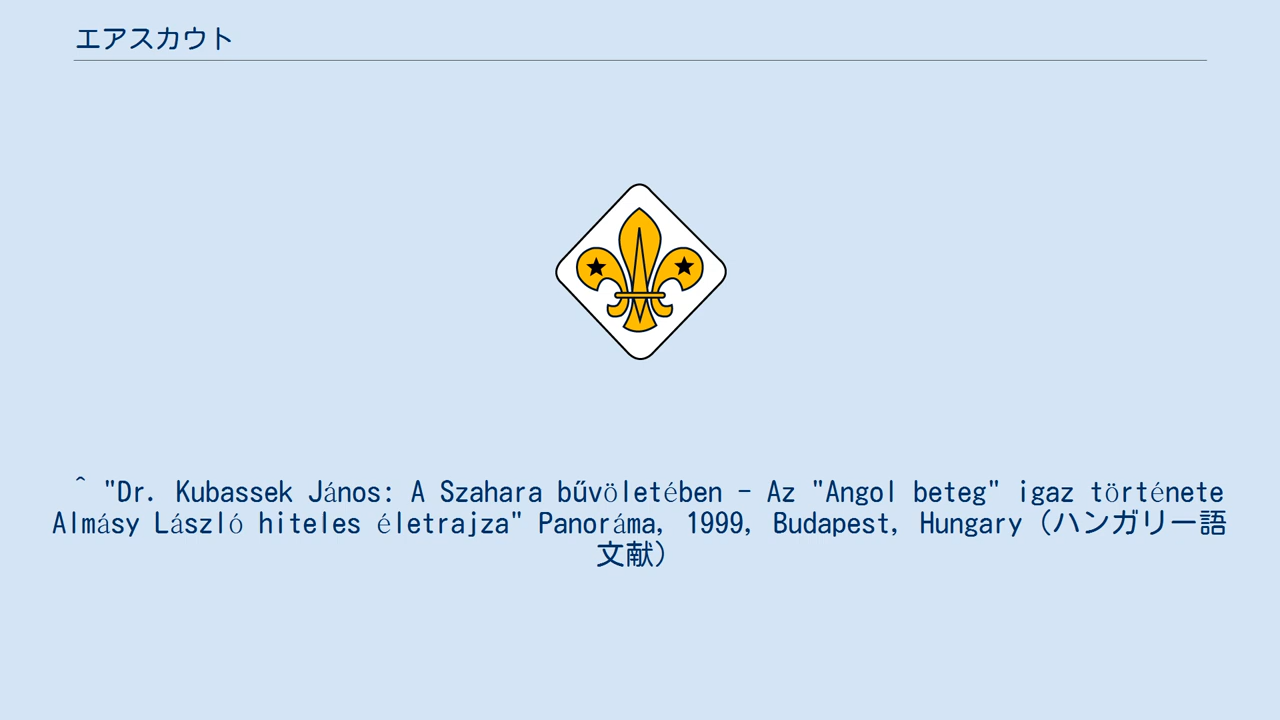 エアスカウト
^ "Dr. Kubassek János: A Szahara bűvöletében - Az "Angol beteg" igaz története
Almásy László hiteles életrajza" Panoráma, 1999, Budapest, Hungary（ハンガリー語
文献）